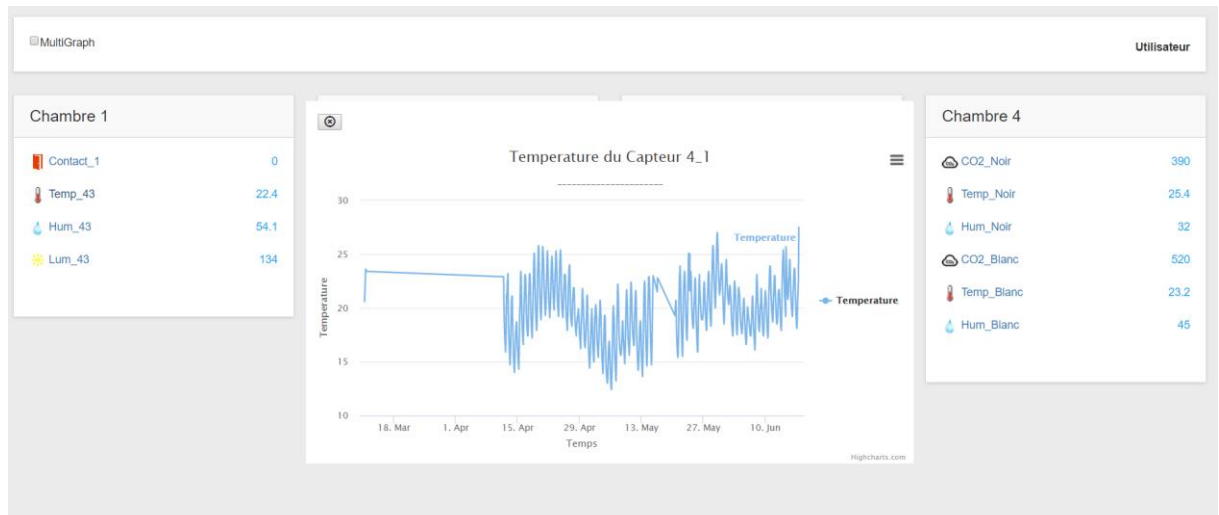 MultiGraph
Utilisateur
Chambre 1
Contact_1 0
Temp_43 22.4
Hum_43 54.1
Lum_43 134
Temperature du Capteur 4_1
----------------------
Temperature
30
25
20
15
10
Temperature
Temperature
18. Mar 1. Apr 15. Apr 29. Apr 13. May 27. May 10. Jun
Temps
Highcharts.com
Chambre 4
CO2_Noir 390
Temp_Noir 25.4
Hum_Noir 32
CO2_Blanc 520
Temp_Blanc 23.2
Hum_Blanc 45